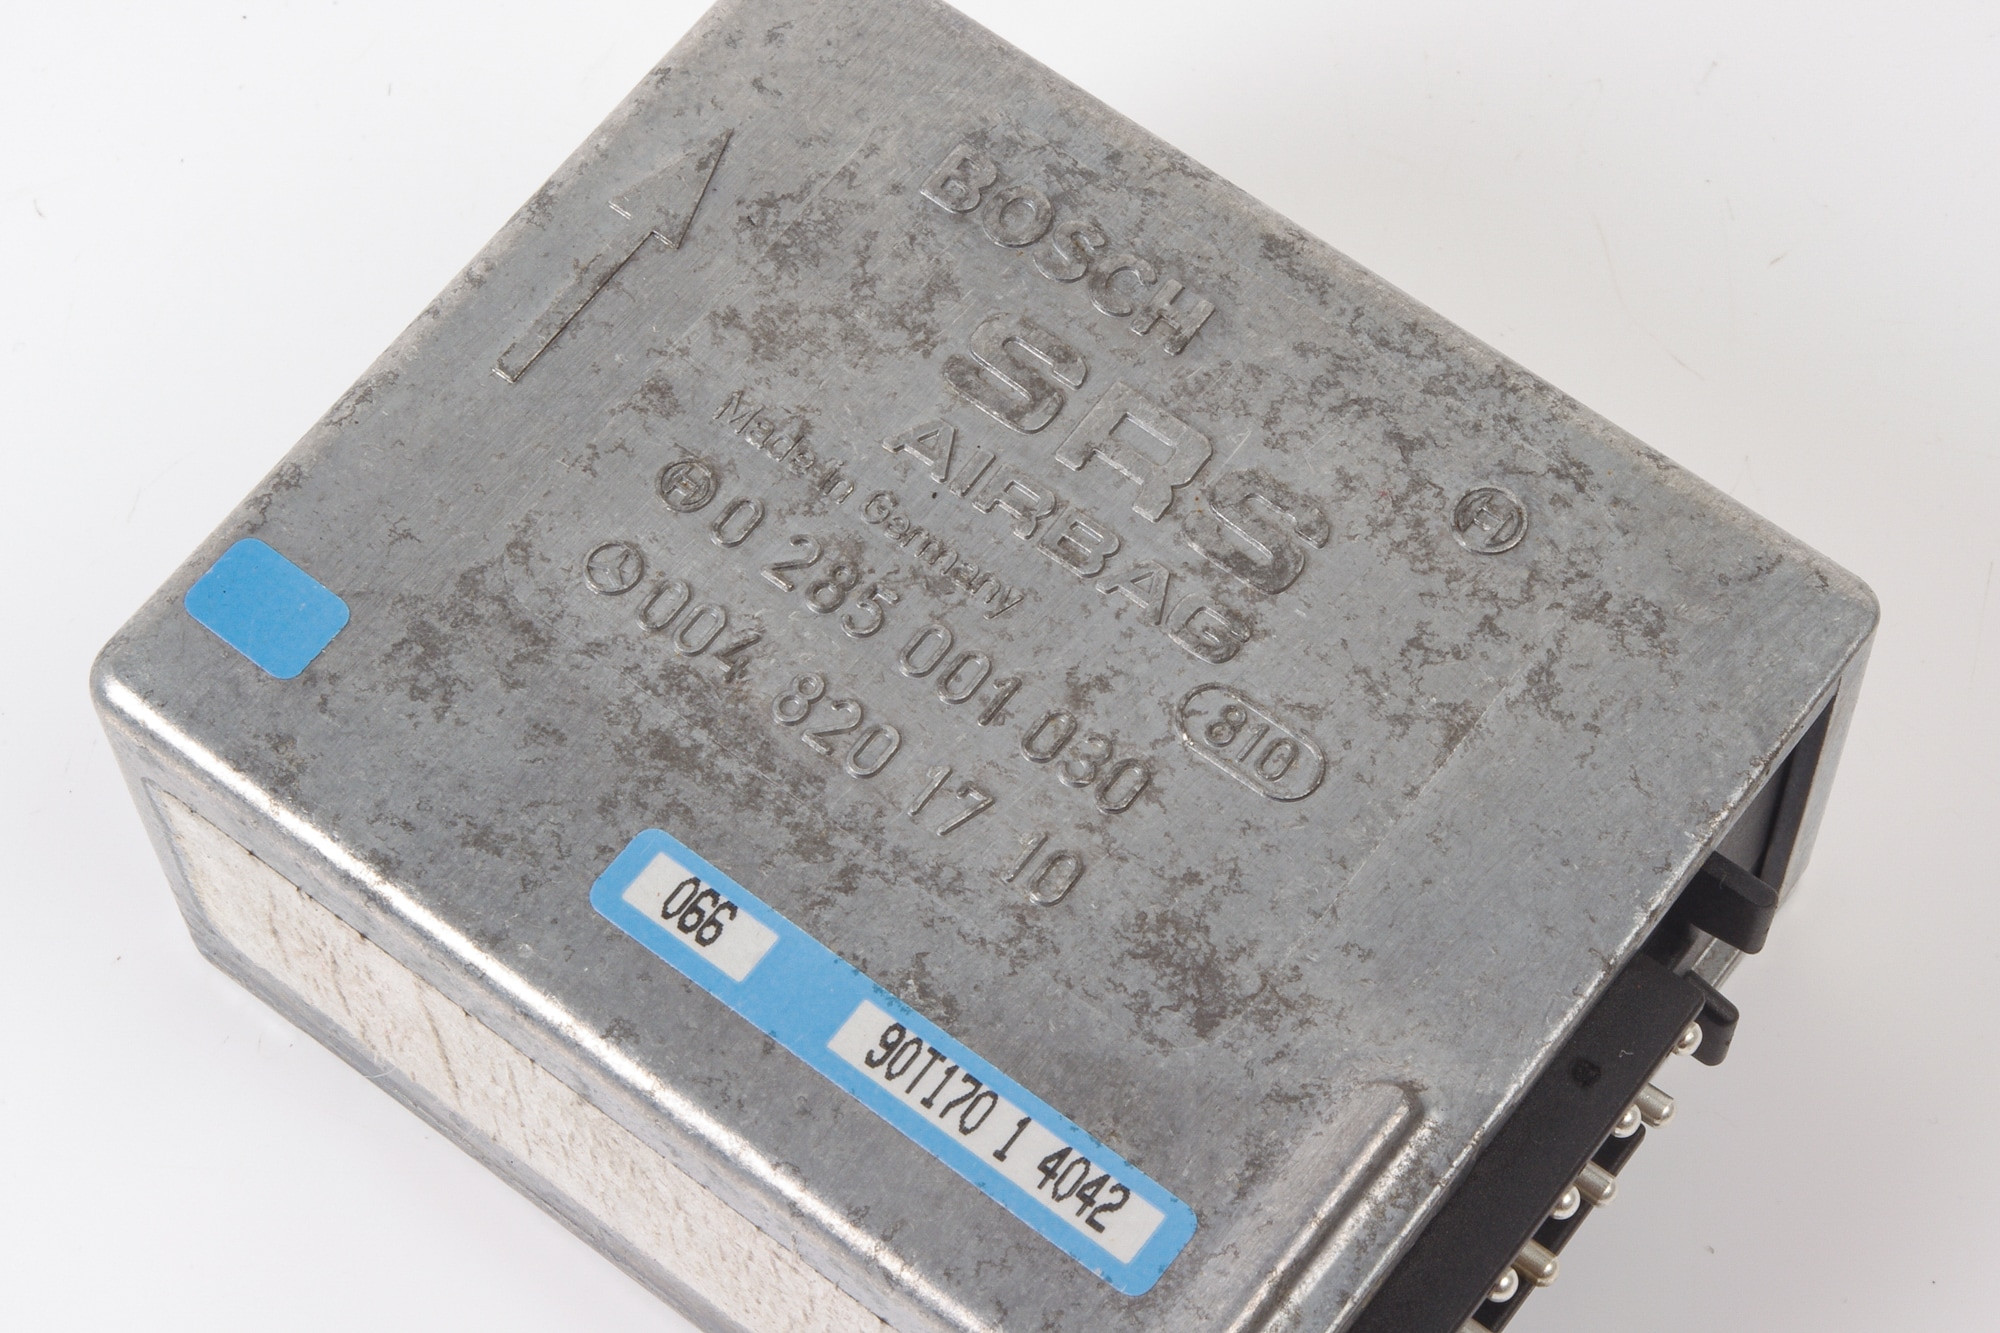 BOSCH
SRS
AIRBAG
Made in Germany
0 285 001 030
810
004 820 17 10
066
90T170 1 4042